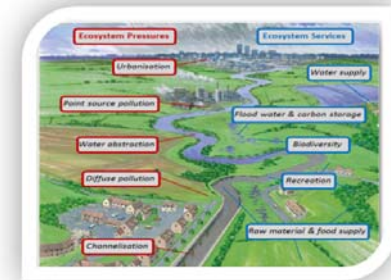 Ecosystem Pressures
Ecosystem Services
Urbanisation
Water supply
Point source pollution
Flood water & carbon storage
Water abstraction
Biodiversity
Diffuse pollution
Recreation
Channelisation
Raw material & food supply